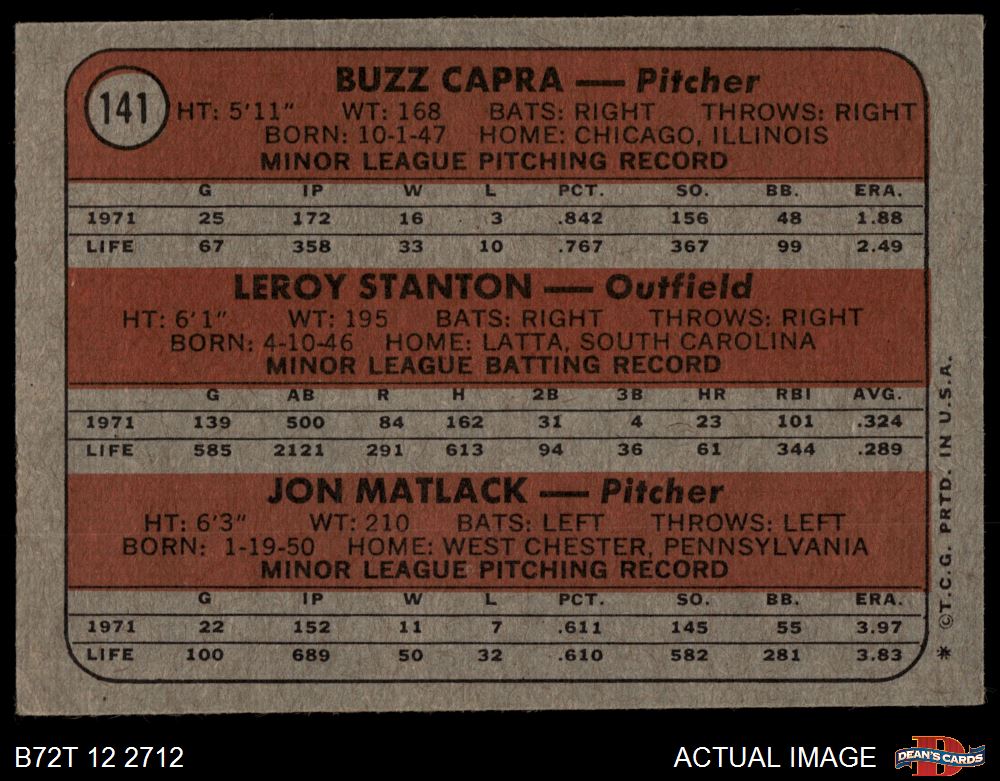 141
BUZZ CAPRA — Pitcher
HT: 5'11" WT: 168 BATS: RIGHT THROWS: RIGHT
BORN: 10-1-47 HOME: CHICAGO, ILLINOIS
MINOR LEAGUE PITCHING RECORD
G IP W L PCT. SO. BB. ERA.
1971 25 172 16 3 .842 156 48 1.88
LIFE 67 358 33 10 .767 367 99 2.49
LEROY STANTON — Outfield
HT: 6'1" WT: 195 BATS: RIGHT THROWS: RIGHT
BORN: 4-10-46 HOME: LATTA, SOUTH CAROLINA
MINOR LEAGUE BATTING RECORD
G AB R H 2B 3B HR RBI AVG.
1971 139 500 84 162 31 4 23 101 .324
LIFE 585 2121 291 613 94 36 61 344 .289
JON MATLACK — Pitcher
HT: 6'3" WT: 210 BATS: LEFT THROWS: LEFT
BORN: 1-19-50 HOME: WEST CHESTER, PENNSYLVANIA
MINOR LEAGUE PITCHING RECORD
G IP W L PCT. SO. BB. ERA.
1971 22 152 11 7 .611 145 55 3.97
LIFE 100 689 50 32 .610 582 281 3.83
* ©T.C.G. PRTD. IN U.S.A.
B72T 12 2712
ACTUAL IMAGE
D
DEAN'S CARDS